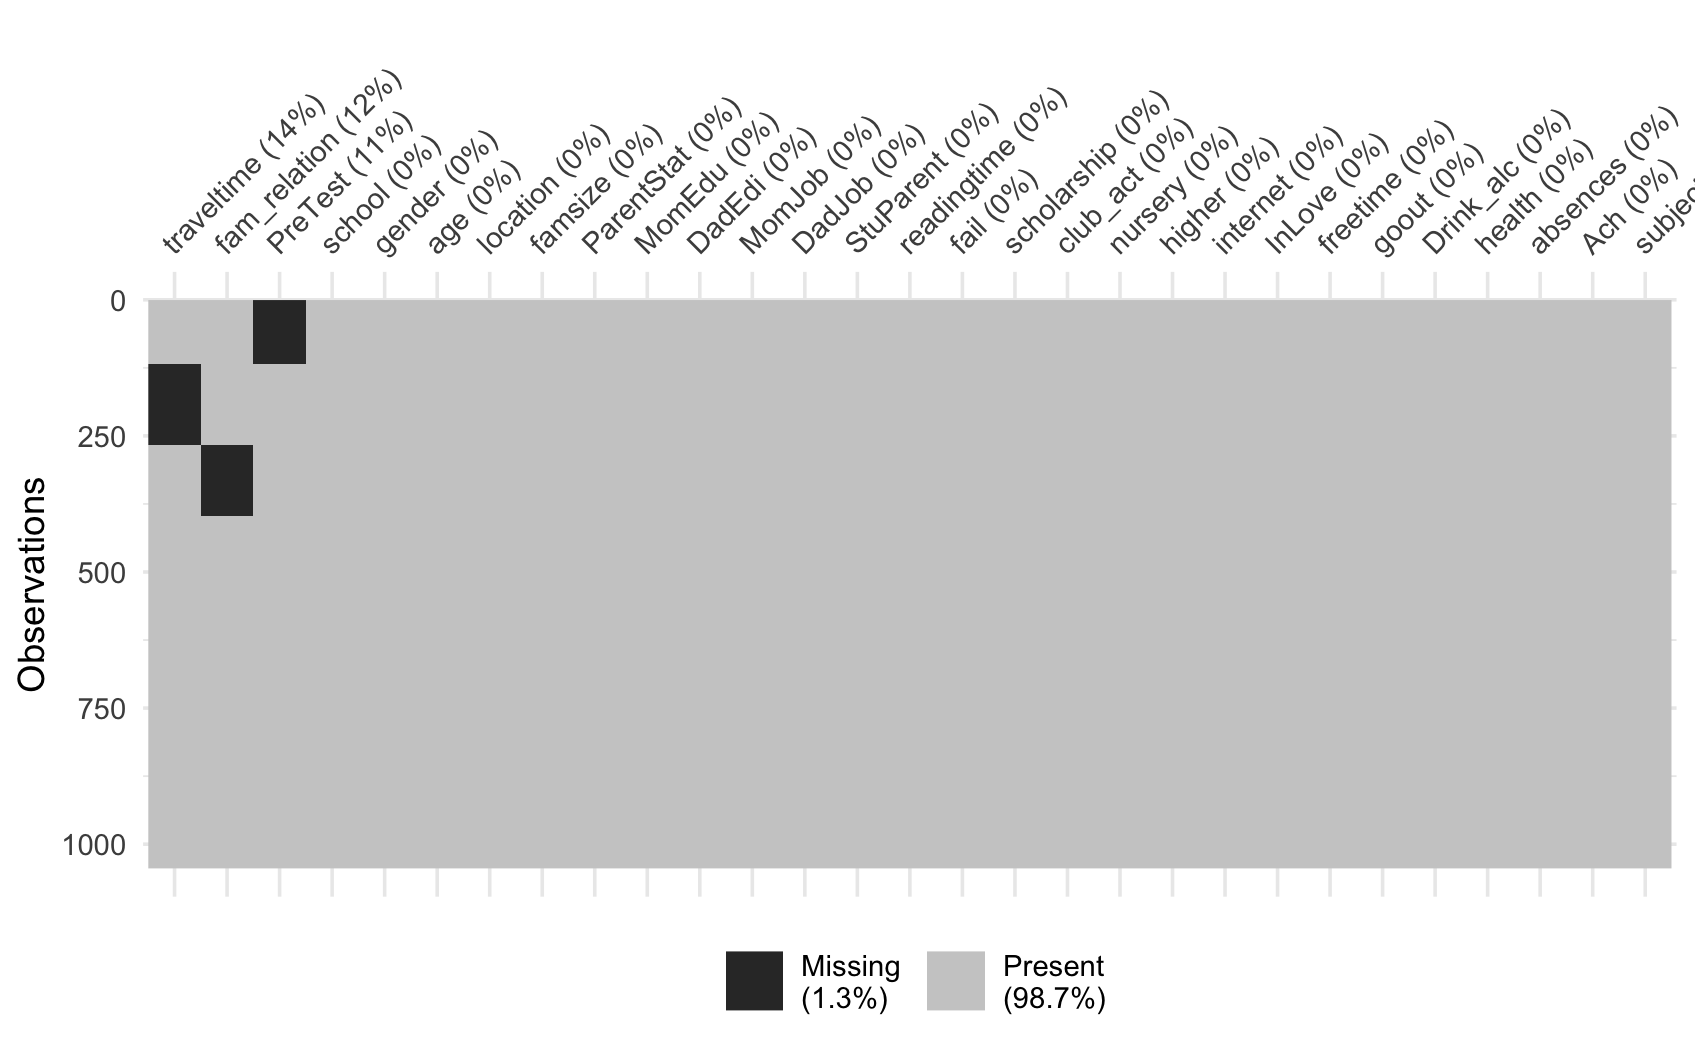 traveltime (14%)
fam_relation (12%)
PreTest (11%)
school (0%)
gender (0%)
age (0%)
location (0%)
famsize (0%)
ParentStat (0%)
MomEdu (0%)
DadEdi (0%)
MomJob (0%)
DadJob (0%)
StuParent (0%)
readingtime (0%)
fail (0%)
scholarship (0%)
club_act (0%)
nursery (0%)
higher (0%)
internet (0%)
InLove (0%)
freetime (0%)
goout (0%)
Drink_alc (0%)
health (0%)
absences (0%)
Ach (0%)
0
250
500
750
1000
Observations
Missing
(1.3%)
Present
(98.7%)